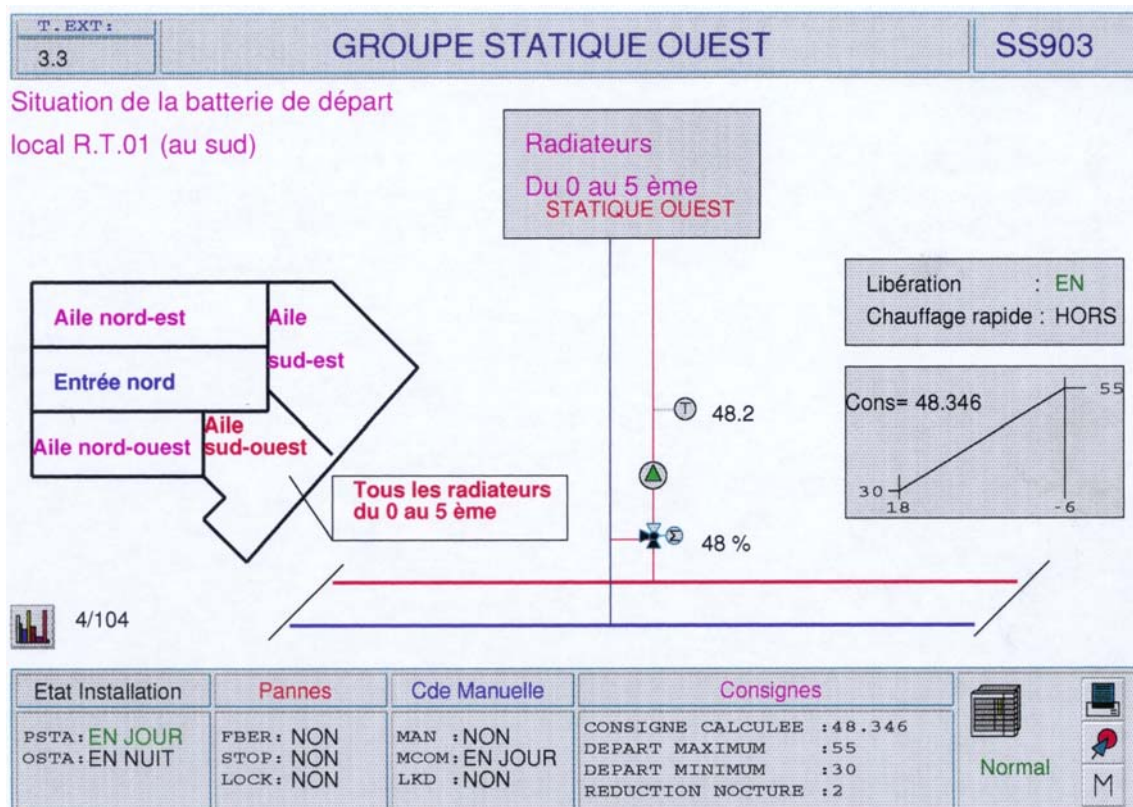 T.EXT:
3.3
GROUPE STATIQUE OUEST
SS903
Situation de la batterie de départ
local R.T.01 (au sud)
Radiateurs
Du 0 au 5 ème
STATIQUE OUEST
Libération : EN
Chauffage rapide : HORS
Aile nord-est
Aile
sud-est
Entrée nord
Aile nord-ouest
Aile
sud-ouest
Tous les radiateurs
du 0 au 5 ème
T
48.2
Σ
48 %
55
Cons= 48.346
30
18
-6
4/104
Etat Installation
PSTA: EN JOUR
OSTA: EN NUIT
Pannes
FBER: NON
STOP: NON
LOCK: NON
Cde Manuelle
MAN : NON
MCOM: EN JOUR
LKD : NON
Consignes
CONSIGNE CALCULEE :48.346
DEPART MAXIMUM :55
DEPART MINIMUM :30
REDUCTION NOCTURE :2
Normal
M